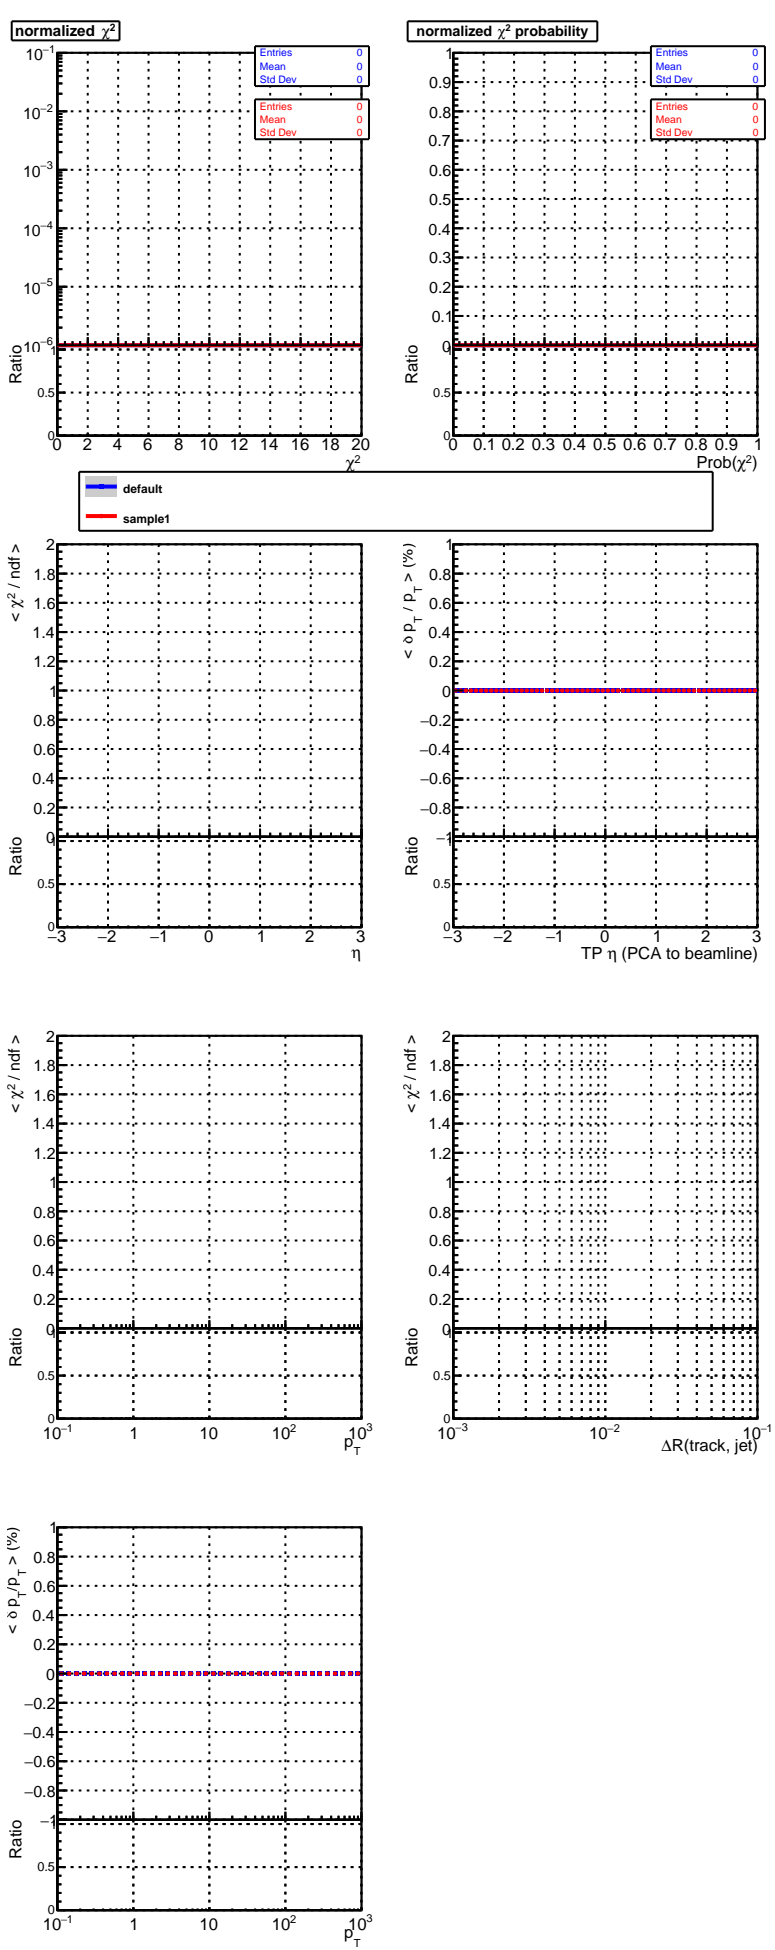 normalized χ²
normalized χ² probability
Entries 0
Mean 0
Std Dev 0
Entries 0
Mean 0
Std Dev 0
Entries 0
Mean 0
Std Dev 0
Entries 0
Mean 0
Std Dev 0
10⁻¹
10⁻²
10⁻³
10⁻⁴
10⁻⁵
10⁻⁶
Ratio
1
0.5
0
0 2 4 6 8 10 12 14 16 18 20
χ²
1
0.9
0.8
0.7
0.6
0.5
0.4
0.3
0.2
0.1
0
Ratio
1
0.5
0
0 0.1 0.2 0.3 0.4 0.5 0.6 0.7 0.8 0.9 1
Prob(χ²)
default
sample1
< χ² / ndf >
2
1.8
1.6
1.4
1.2
1
0.8
0.6
0.4
0.2
0
Ratio
1
0.5
0
−3 −2 −1 0 1 2 3
η
< δ p_T / p_T > (%)
1
0.8
0.6
0.4
0.2
0
−0.2
−0.4
−0.6
−0.8
−1
Ratio
1
0.5
0
−3 −2 −1 0 1 2 3
TP η (PCA to beamline)
< χ² / ndf >
2
1.8
1.6
1.4
1.2
1
0.8
0.6
0.4
0.2
0
Ratio
1
0.5
0
10⁻¹ 1 10 10² 10³
p_T
< χ² / ndf >
2
1.8
1.6
1.4
1.2
1
0.8
0.6
0.4
0.2
0
Ratio
1
0.5
0
10⁻³ 10⁻² 10⁻¹
ΔR(track, jet)
< δ p_T/p_T > (%)
1
0.8
0.6
0.4
0.2
0
−0.2
−0.4
−0.6
−0.8
−1
Ratio
1
0.5
0
10⁻¹ 1 10 10² 10³
p_T